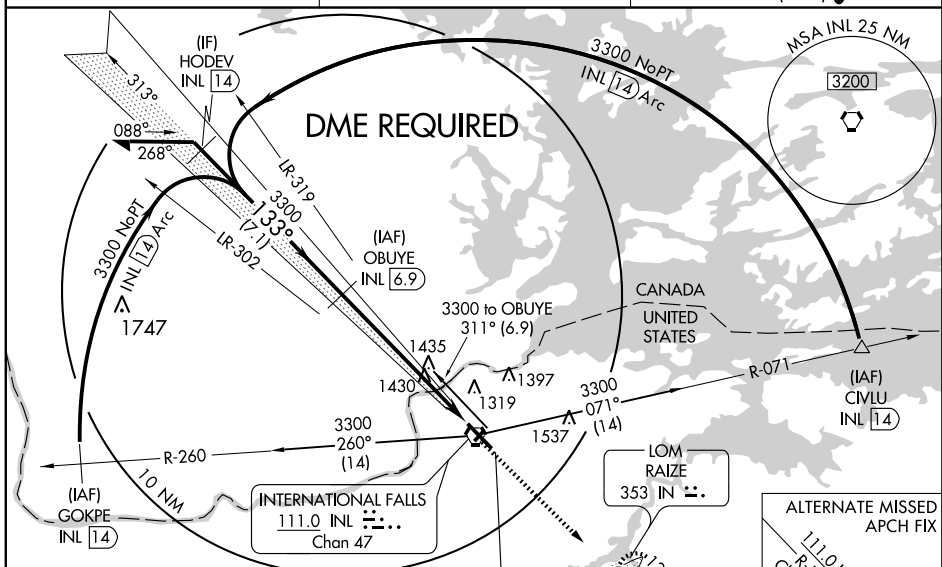 MSA INL 25 NM
3200
(IF)
HODEV
INL 14
3300 NoPT
INL 14 Arc
313°
088°
268°
DME REQUIRED
LR-319
3300
133°
(7.1)
LR-302
3300 NoPT
INL 14 Arc
1747
(IAF)
OBUYE
INL 6.9
3300 to OBUYE
311° (6.9)
CANADA
UNITED
STATES
1435
1430
1397
1319
1537
R-071
3300
071°
(14)
(IAF)
CIVLU
INL 14
3300
260°
(14)
R-260
(IAF)
GOKPE
INL 14
10 NM
INTERNATIONAL FALLS
111.0 INL
Chan 47
LOM
RAIZE
353 IN
ALTERNATE MISSED
APCH FIX
111.0